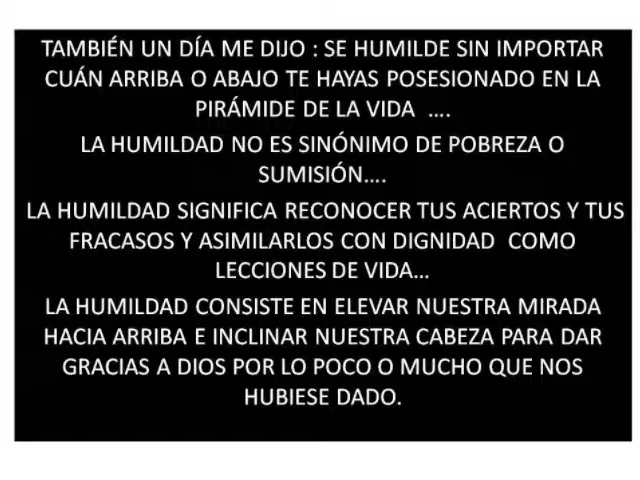 TAMBIÉN UN DÍA ME DIJO : SE HUMILDE SIN IMPORTAR
CUÁN ARRIBA O ABAJO TE HAYAS POSESIONADO EN LA
PIRÁMIDE DE LA VIDA ....
LA HUMILDAD NO ES SINÓNIMO DE POBREZA O
SUMISIÓN....
LA HUMILDAD SIGNIFICA RECONOCER TUS ACIERTOS Y TUS
FRACASOS Y ASIMILARLOS CON DIGNIDAD COMO
LECCIONES DE VIDA...
LA HUMILDAD CONSISTE EN ELEVAR NUESTRA MIRADA
HACIA ARRIBA E INCLINAR NUESTRA CABEZA PARA DAR
GRACIAS A DIOS POR LO POCO O MUCHO QUE NOS
HUBIESE DADO.